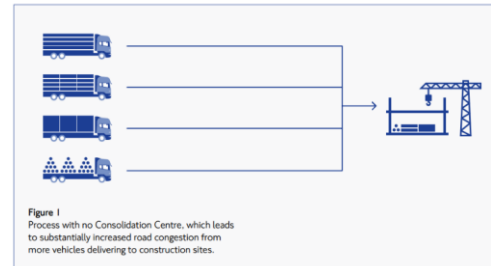 Figure 1
Process with no Consolidation Centre, which leads
to substantially increased road congestion from
more vehicles delivering to construction sites.